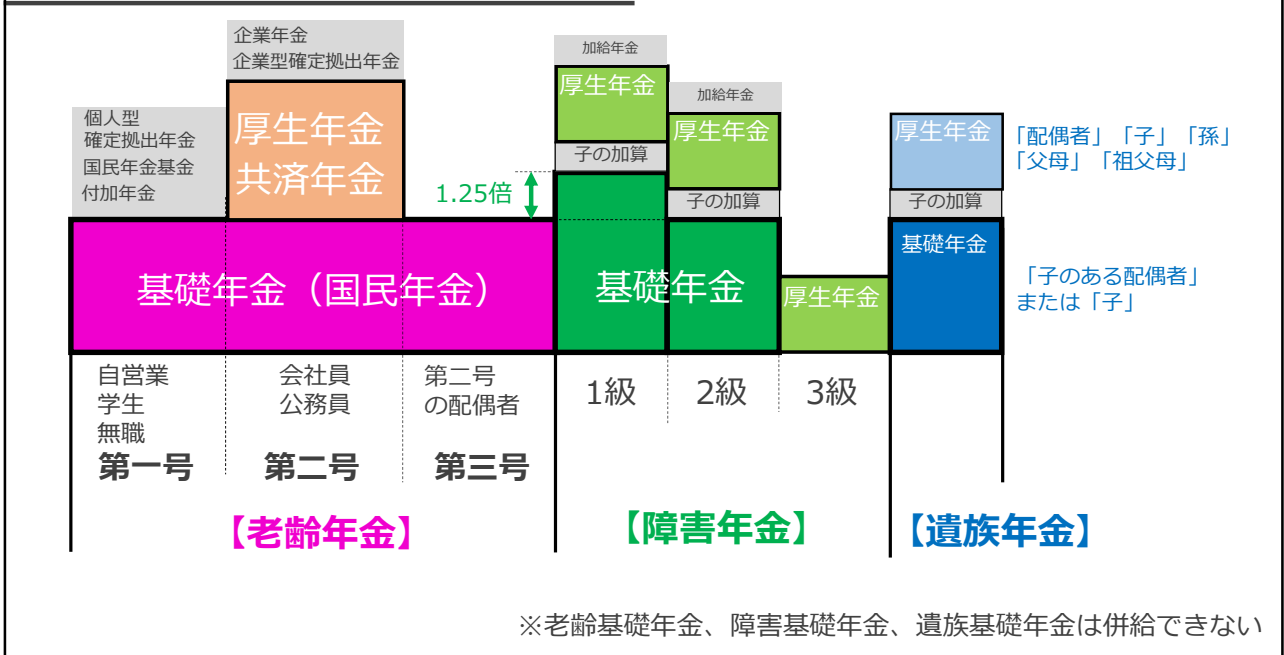 企業年金
企業型確定拠出年金
個人型
確定拠出年金
国民年金基金
付加年金
厚生年金
共済年金
基礎年金（国民年金）
自営業
学生
無職
第一号
会社員
公務員
第二号
第二号
の配偶者
第三号
【老齢年金】
加給年金
厚生年金
子の加算
1.25倍
加給年金
厚生年金
子の加算
基礎年金
厚生年金
1級
2級
3級
【障害年金】
厚生年金
「配偶者」「子」「孫」
「父母」「祖父母」
子の加算
基礎年金
「子のある配偶者」
または「子」
【遺族年金】
※老齢基礎年金、障害基礎年金、遺族基礎年金は併給できない